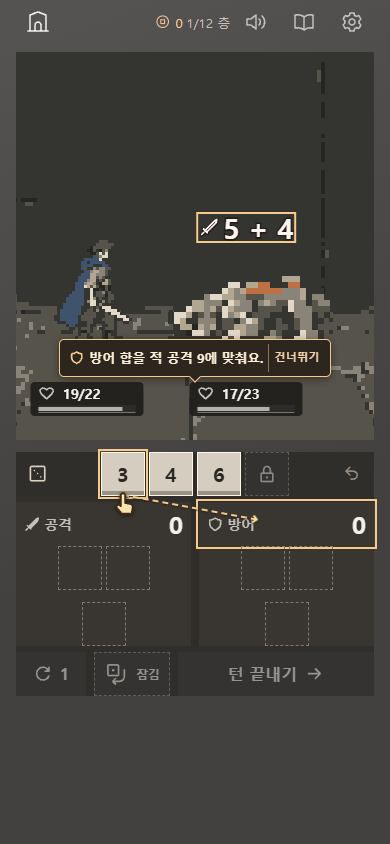 0 1/12 층
5 + 4
방어 합을 적 공격 9에 맞춰요. 건너뛰기
19/22 17/23
3 4 6
공격 0 방어 0
1 잠김 턴 끝내기 →